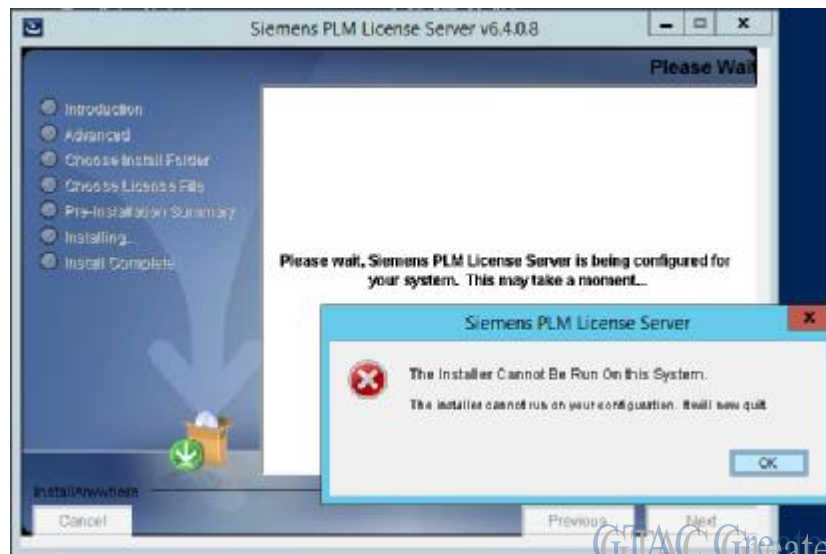 Siemens PLM License Server v6.4.0.8
Please Wait
Introduction
Advanced
Choose Install Folder
Choose License File
Pre-Installation Summary
Installing...
Install Complete
Please wait, Siemens PLM License Server is being configured for
your system. This may take a moment...
Siemens PLM License Server
The Installer Cannot Be Run On this System.
The installer cannot run on your configuration. It will now quit
OK
InstallAnywhere
Cancel
Previous
Next
GTAC Create